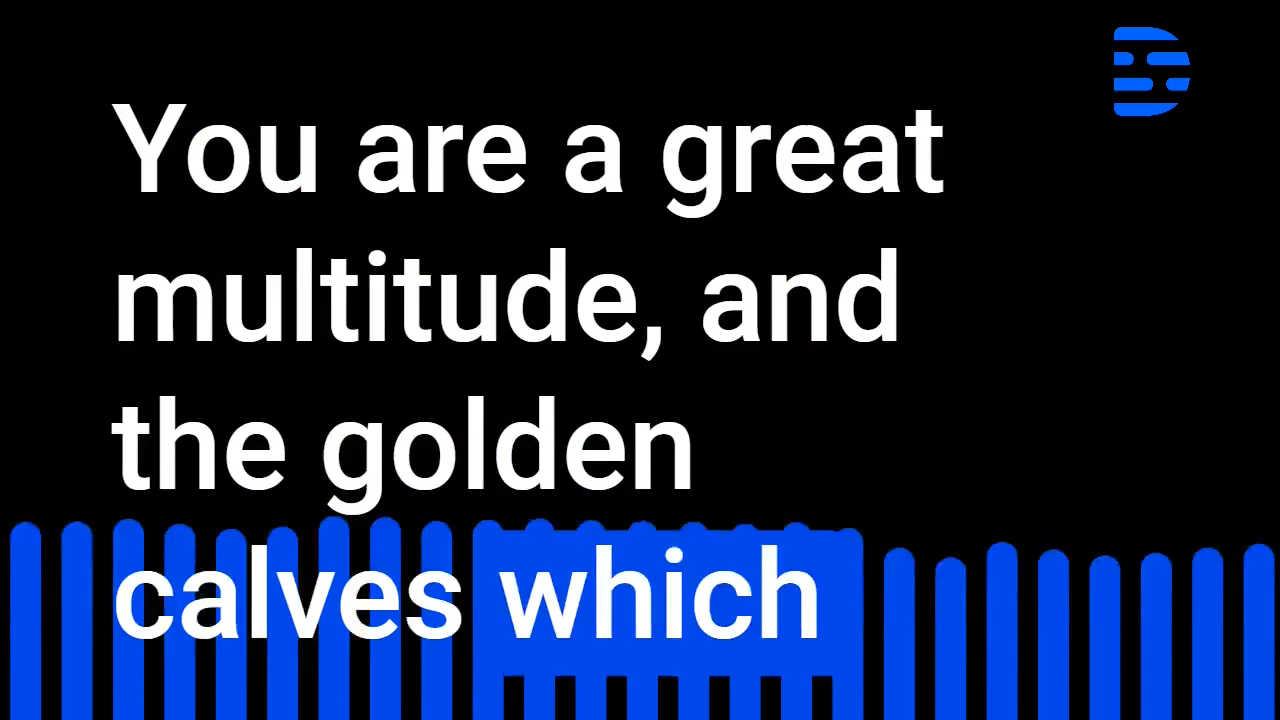 You are a great
multitude, and
the golden
calves which